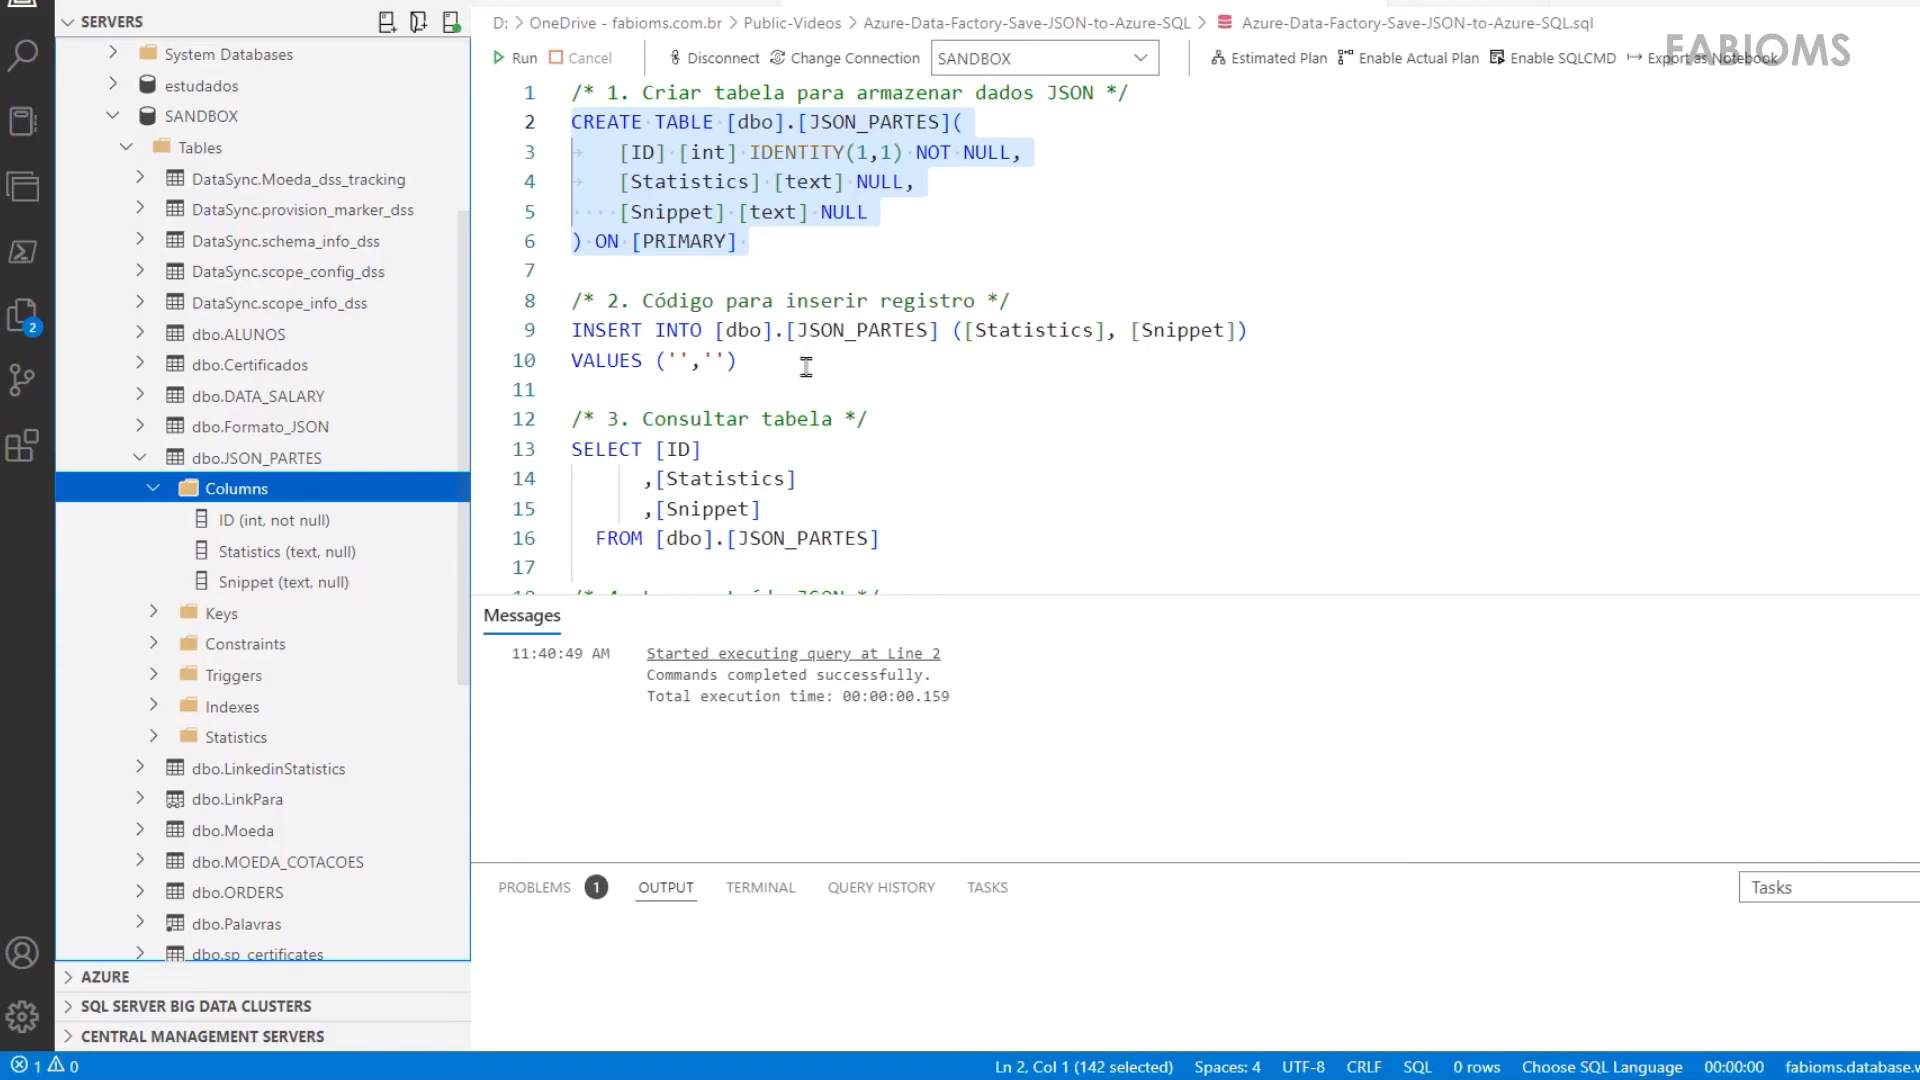 SERVERS
System Databases
estudados
SANDBOX
Tables
DataSync.Moeda_dss_tracking
DataSync.provision_marker_dss
DataSync.schema_info_dss
DataSync.scope_config_dss
DataSync.scope_info_dss
dbo.ALUNOS
dbo.Certificados
dbo.DATA_SALARY
dbo.Formato_JSON
dbo.JSON_PARTES
Columns
ID (int, not null)
Statistics (text, null)
Snippet (text, null)
Keys
Constraints
Triggers
Indexes
Statistics
dbo.LinkedinStatistics
dbo.LinkPara
dbo.Moeda
dbo.MOEDA_COTACOES
dbo.ORDERS
dbo.Palavras
dbo.sp_certificates
AZURE
SQL SERVER BIG DATA CLUSTERS
CENTRAL MANAGEMENT SERVERS
2
D: > OneDrive - fabioms.com.br > Public-Videos > Azure-Data-Factory-Save-JSON-to-Azure-SQL > Azure-Data-Factory-Save-JSON-to-Azure-SQL.sql
Run Cancel Disconnect Change Connection SANDBOX Estimated Plan Enable Actual Plan Enable SQLCMD Export as Notebook
FABIOMS
1 /* 1. Criar tabela para armazenar dados JSON */
2 CREATE TABLE [dbo].[JSON_PARTES](
3 [ID] [int] IDENTITY(1,1) NOT NULL,
4 [Statistics] [text] NULL,
5 [Snippet] [text] NULL
6 ) ON [PRIMARY]
7
8 /* 2. Código para inserir registro */
9 INSERT INTO [dbo].[JSON_PARTES] ([Statistics], [Snippet])
10 VALUES ('','')
11
12 /* 3. Consultar tabela */
13 SELECT [ID]
14 ,[Statistics]
15 ,[Snippet]
16 FROM [dbo].[JSON_PARTES]
17
Messages
11:40:49 AM Started executing query at Line 2
Commands completed successfully.
Total execution time: 00:00:00.159
PROBLEMS 1 OUTPUT TERMINAL QUERY HISTORY TASKS
Tasks
1 0 Ln 2, Col 1 (142 selected) Spaces: 4 UTF-8 CRLF SQL 0 rows Choose SQL Language 00:00:00 fabioms.database.w